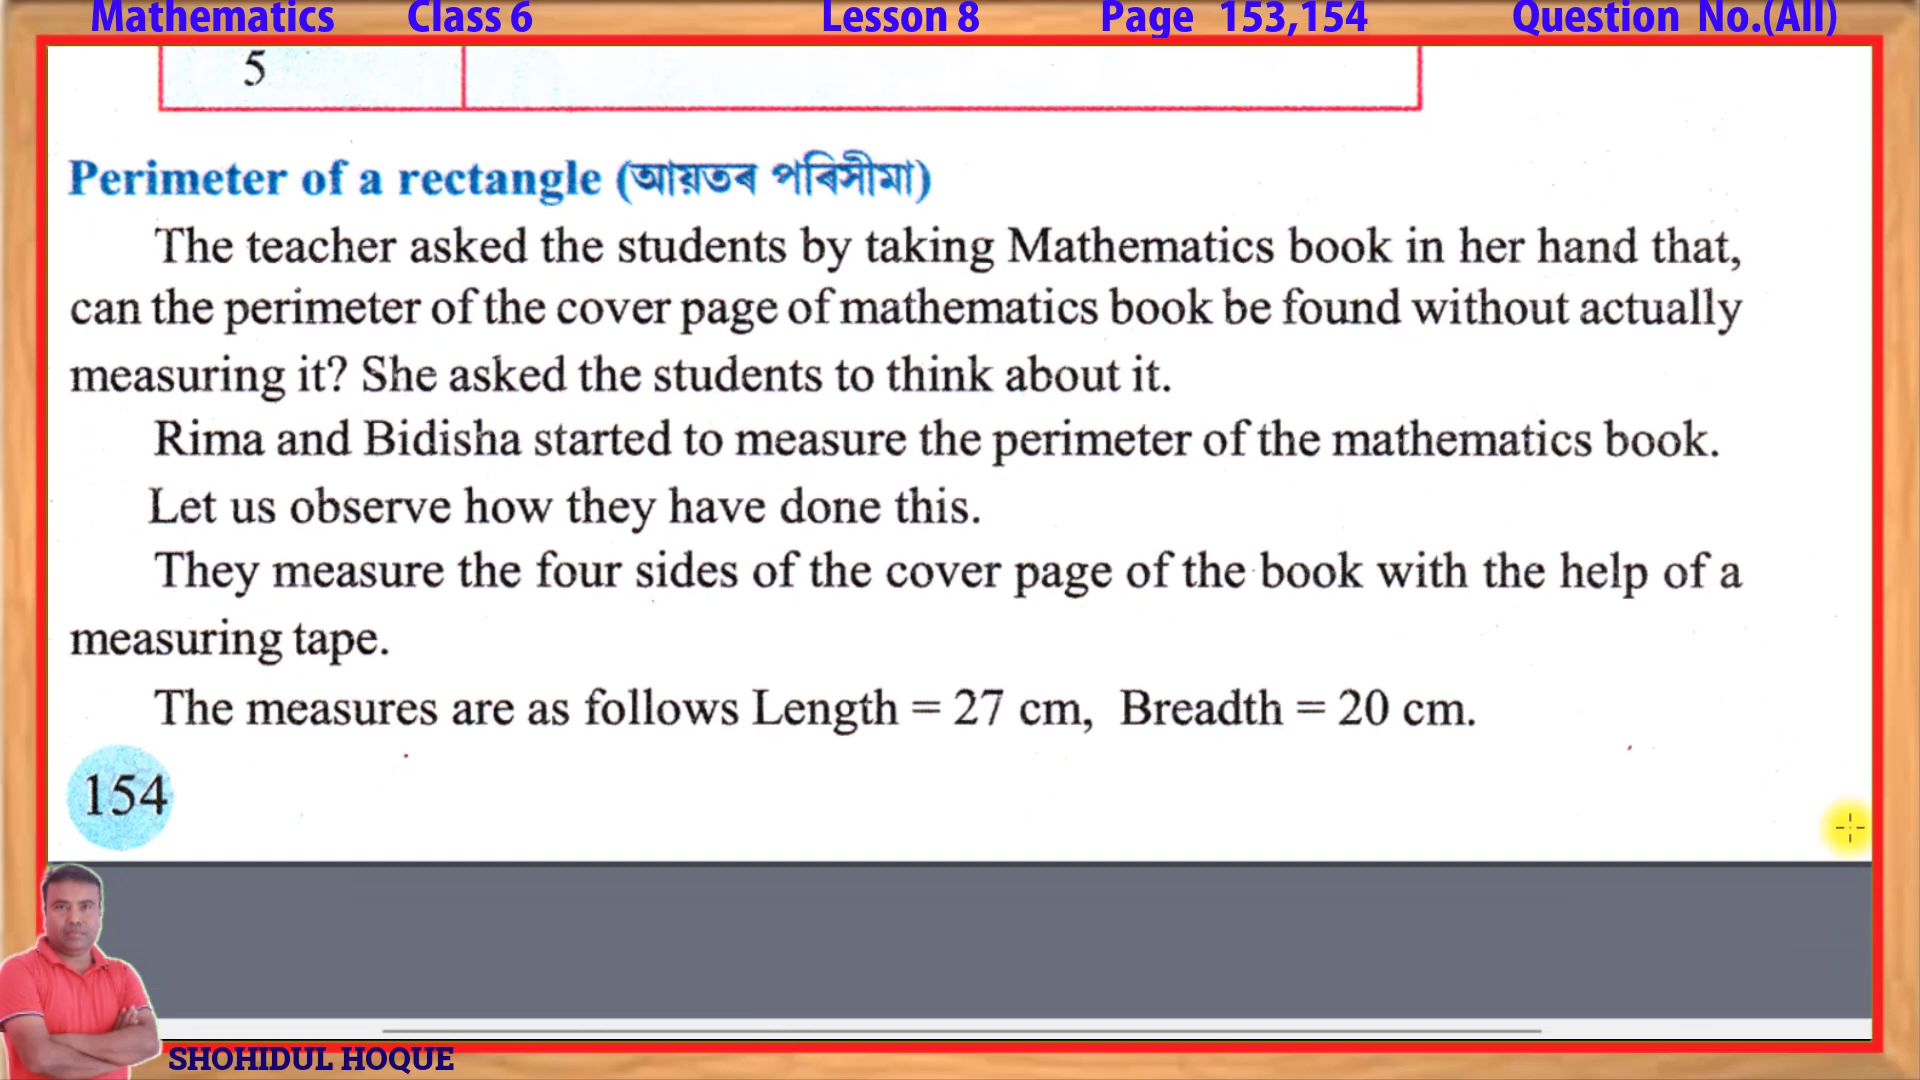 Mathematics Class 6 Lesson 8 Page 153,154 Question No.(All)
5
Perimeter of a rectangle (আয়তৰ পৰিসীমা)
The teacher asked the students by taking Mathematics book in her hand that,
can the perimeter of the cover page of mathematics book be found without actually
measuring it? She asked the students to think about it.
Rima and Bidisha started to measure the perimeter of the mathematics book.
Let us observe how they have done this.
They measure the four sides of the cover page of the book with the help of a
measuring tape.
The measures are as follows Length = 27 cm, Breadth = 20 cm.
154
SHOHIDUL HOQUE